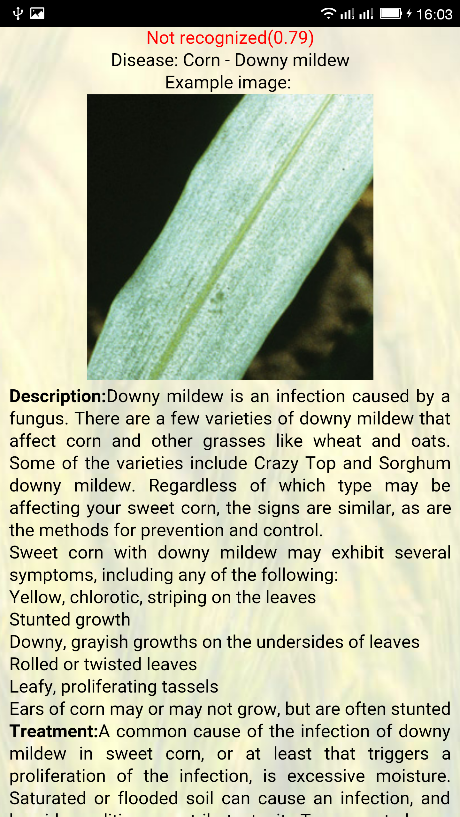 16:03
Not recognized(0.79)
Disease: Corn - Downy mildew
Example image:
Description:Downy mildew is an infection caused by a
fungus. There are a few varieties of downy mildew that
affect corn and other grasses like wheat and oats.
Some of the varieties include Crazy Top and Sorghum
downy mildew. Regardless of which type may be
affecting your sweet corn, the signs are similar, as are
the methods for prevention and control.
Sweet corn with downy mildew may exhibit several
symptoms, including any of the following:
Yellow, chlorotic, striping on the leaves
Stunted growth
Downy, grayish growths on the undersides of leaves
Rolled or twisted leaves
Leafy, proliferating tassels
Ears of corn may or may not grow, but are often stunted
Treatment:A common cause of the infection of downy
mildew in sweet corn, or at least that triggers a
proliferation of the infection, is excessive moisture.
Saturated or flooded soil can cause an infection, and